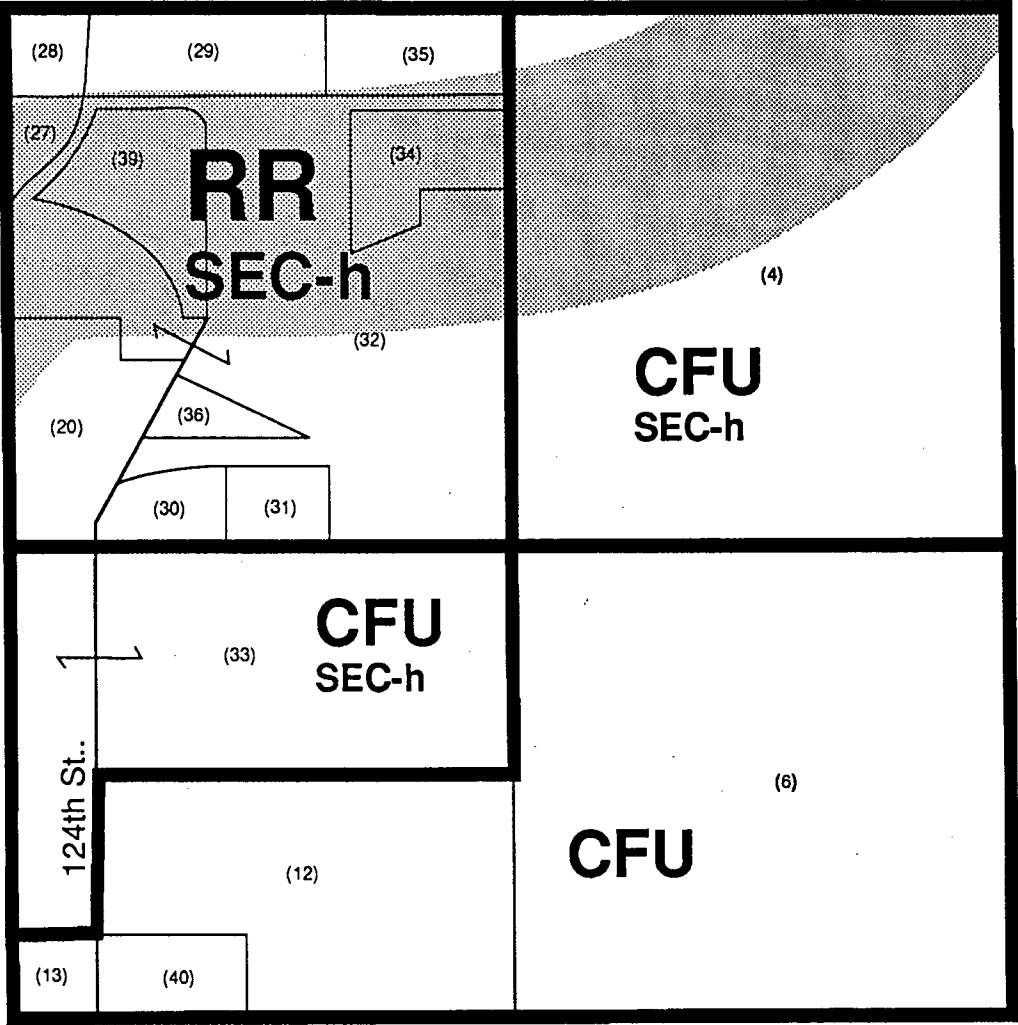 (28)
(29)
(35)
(27)
(39)
(34)
RR
SEC-h
(4)
(32)
CFU
SEC-h
(36)
(20)
(30)
(31)
CFU
SEC-h
(33)
124th St..
(6)
CFU
(12)
(13)
(40)